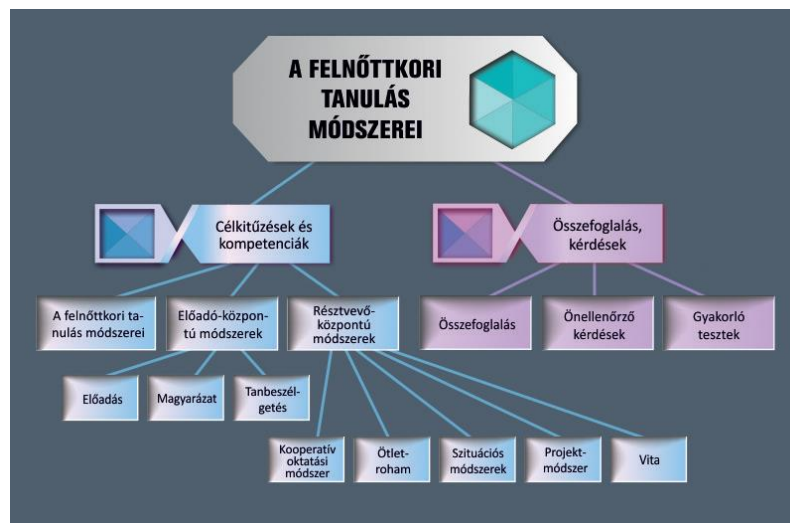 A FELNŐTTKORI
TANULÁS
MÓDSZEREI
Célkitűzések és
kompetenciák
Összefoglalás,
kérdések
A felnőttkori ta-
nulás módszerei
Előadó-közpon-
tú módszerek
Résztvevő-
központú
módszerek
Összefoglalás
Önellenőrző
kérdések
Gyakorló
tesztek
Előadás
Magyarázat
Tanbeszél-
getés
Kooperatív
oktatási
módszer
Ötlet-
roham
Szituációs
módszerek
Projekt-
módszer
Vita